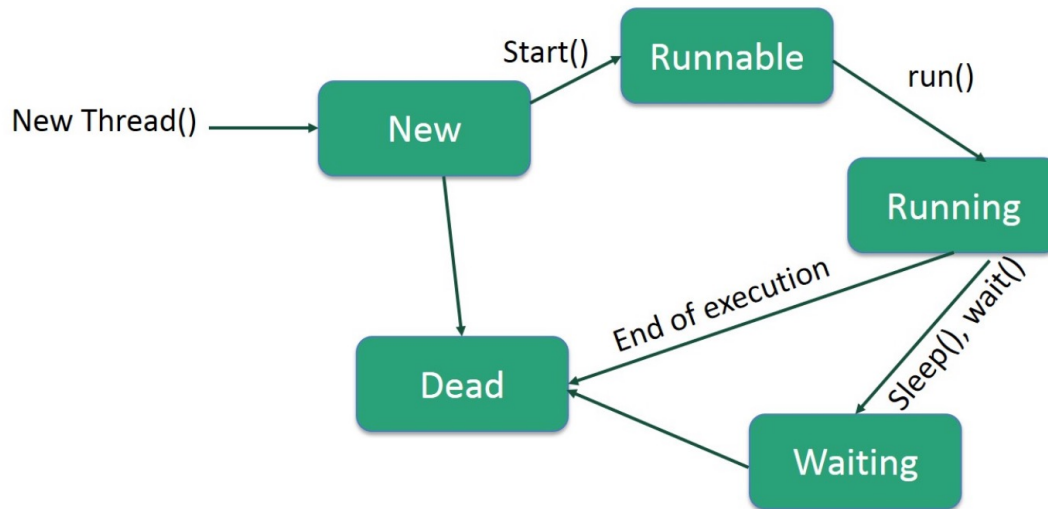 Start()
Runnable
run()
New Thread()
New
Running
End of execution
Sleep(), wait()
Dead
Waiting